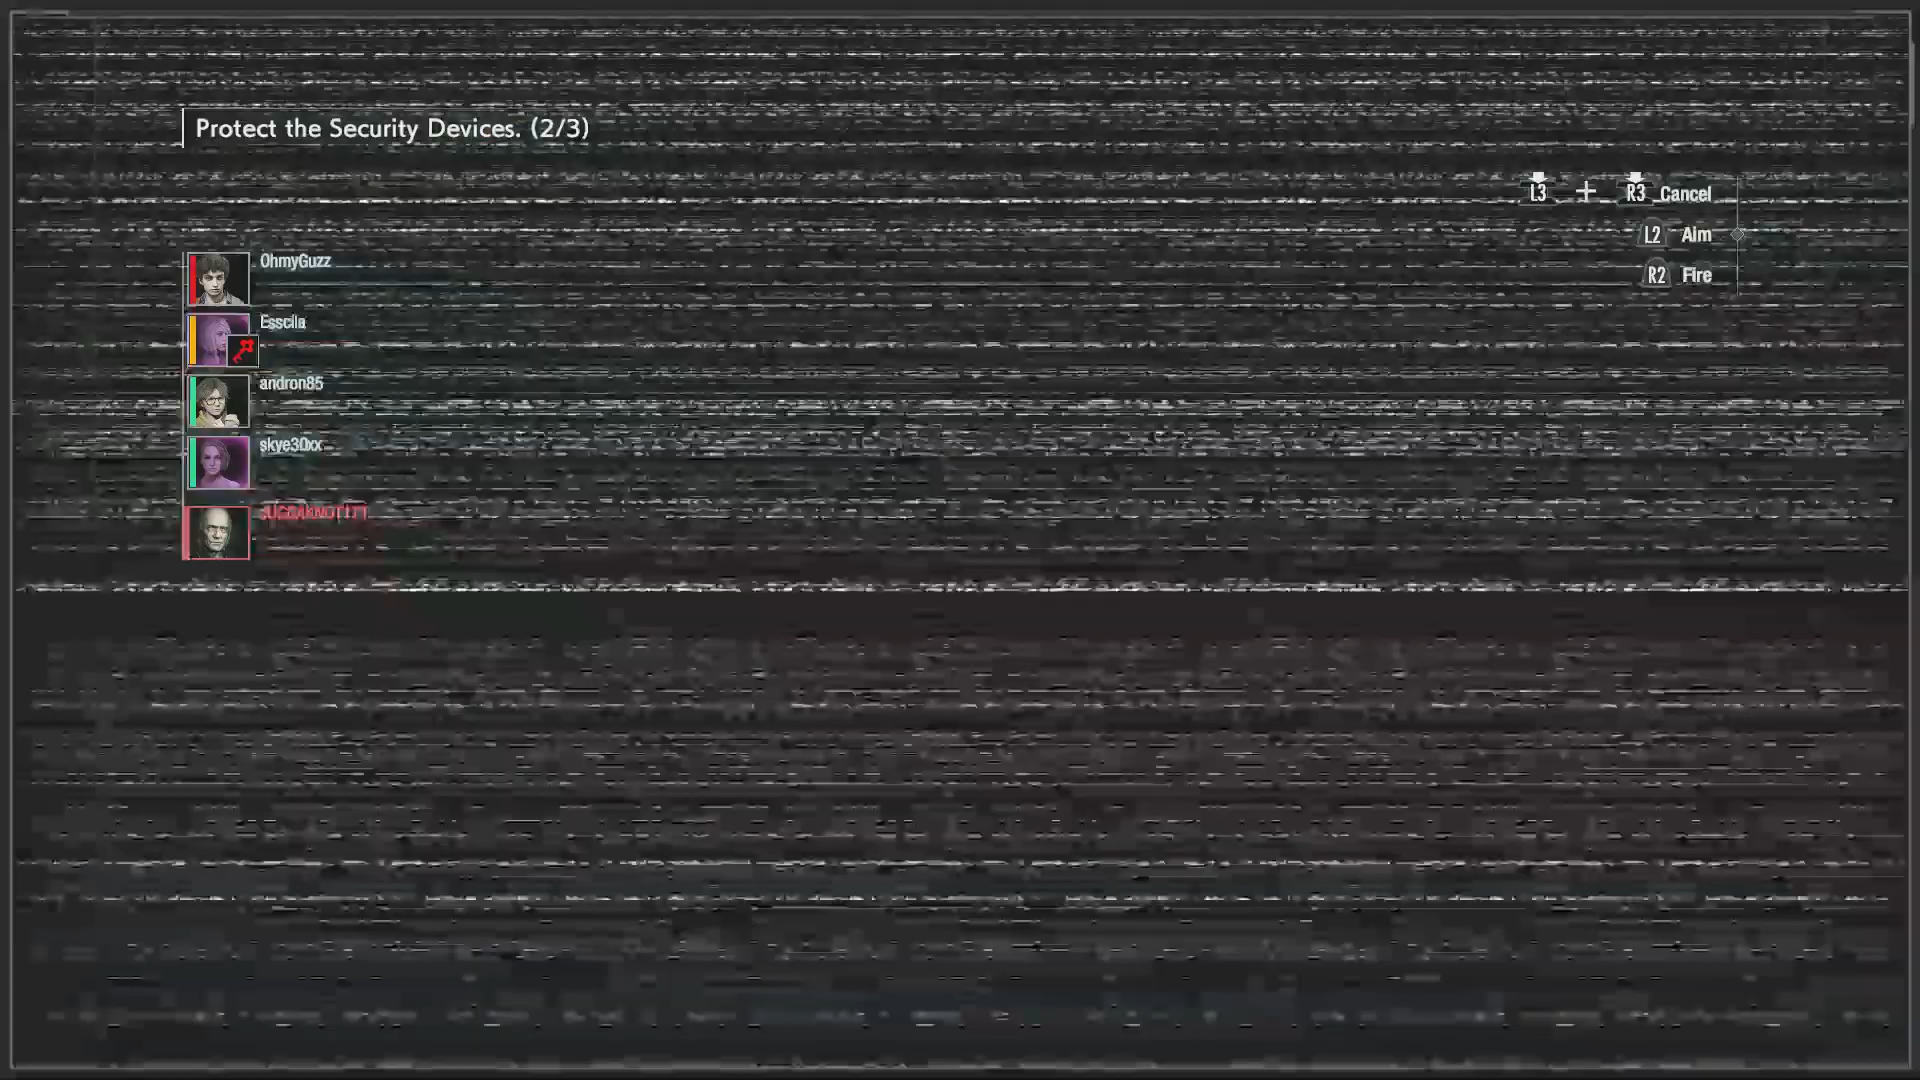 Protect the Security Devices. (2/3)
L3 + R3 Cancel
L2 Aim
R2 Fire
OhmyGuzz
Esscila
andron85
skye30xx